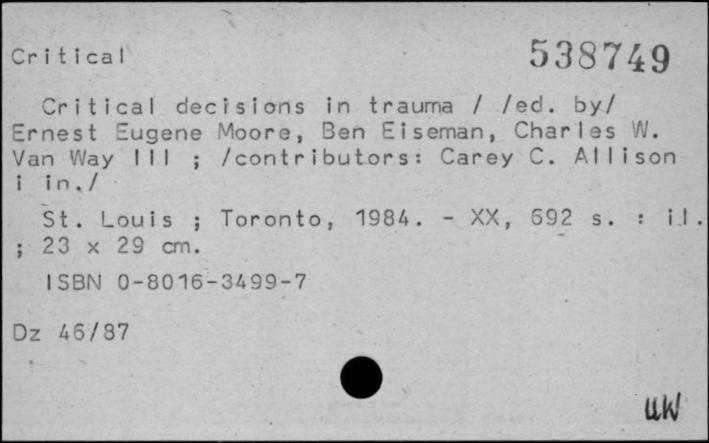 Critical 538749
Critical decisions in trauma / /ed. by/
Ernest Eugene Moore, Ben Eiseman, Charles W.
Van Way III ; /contributors: Carey C. Allison
i in./
St. Louis ; Toronto, 1984. - XX, 692 s. : il.
; 23 x 29 cm.
ISBN 0-8016-3499-7
Dz 46/87
UW